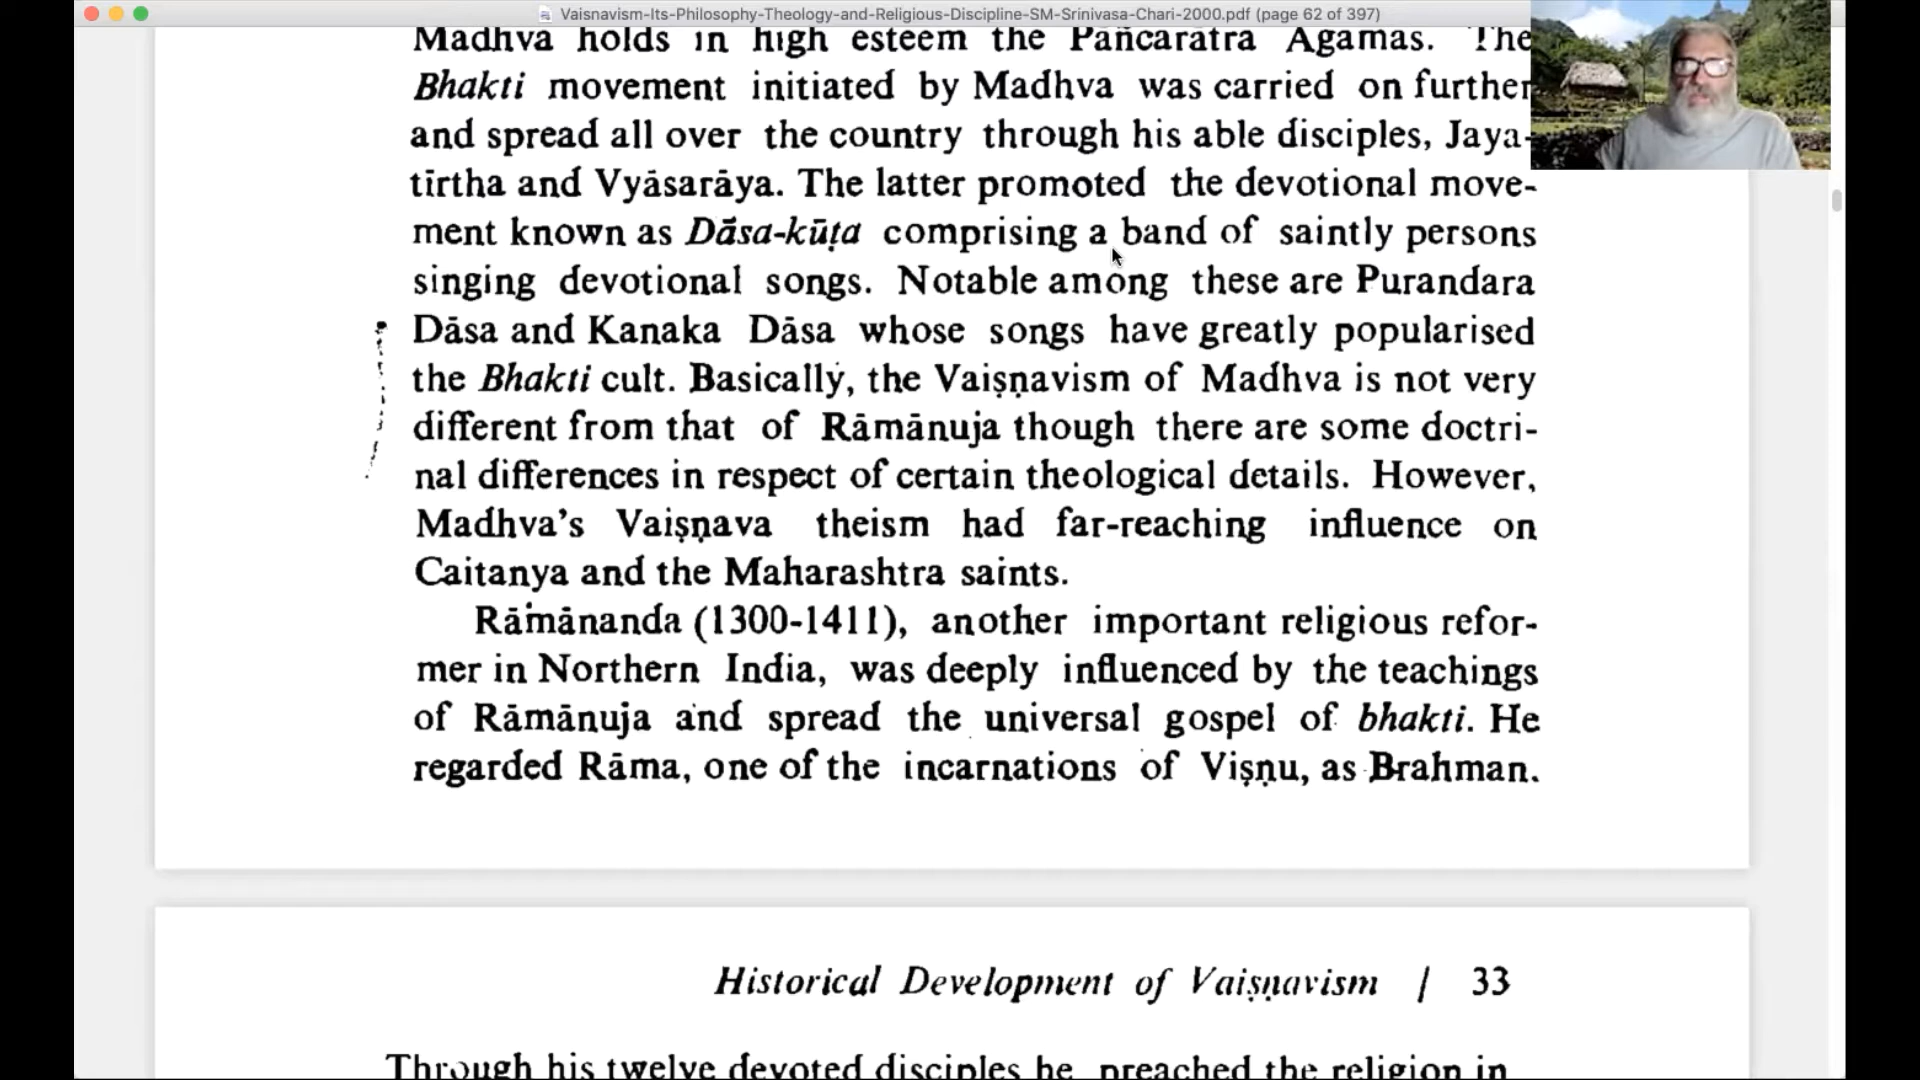 Vaisnavism-Its-Philosophy-Theology-and-Religious-Discipline-SM-Srinivasa-Chari-2000.pdf (page 62 of 397)
Madhva holds in high esteem the Pāñcarātra Āgamas. The
Bhakti movement initiated by Madhva was carried on further
and spread all over the country through his able disciples, Jaya-
tīrtha and Vyāsarāya. The latter promoted the devotional move-
ment known as Dāsa-kūṭa comprising a band of saintly persons
singing devotional songs. Notable among these are Purandara
Dāsa and Kanaka Dāsa whose songs have greatly popularised
the Bhakti cult. Basically, the Vaiṣṇavism of Madhva is not very
different from that of Rāmānuja though there are some doctri-
nal differences in respect of certain theological details. However,
Madhva's Vaiṣṇava theism had far-reaching influence on
Caitanya and the Maharashtra saints.
Rāmānanda (1300-1411), another important religious refor-
mer in Northern India, was deeply influenced by the teachings
of Rāmānuja and spread the universal gospel of bhakti. He
regarded Rāma, one of the incarnations of Viṣṇu, as Brahman.
Historical Development of Vaiṣṇavism / 33
Through his twelve devoted disciples he preached the religion in